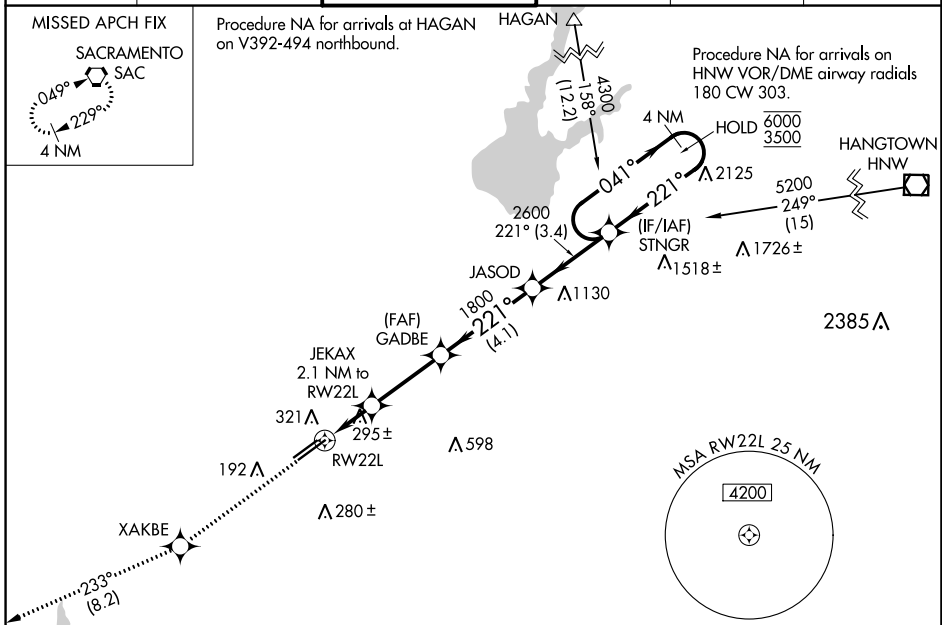 MISSED APCH FIX
SACRAMENTO
SAC
049°
229°
4 NM
Procedure NA for arrivals at HAGAN
on V392-494 northbound.
HAGAN
4300
158°
(12.2)
Procedure NA for arrivals on
HNW VOR/DME airway radials
180 CW 303.
4 NM
HOLD 6000
3500
HANGTOWN
HNW
041°
221°
2125
5200
249°
(15)
2600
221° (3.4)
(IF/IAF)
STNGR
1726 ±
1518 ±
JASOD
1130
2385
1800
221°
(4.1)
(FAF)
GADBE
JEKAX
2.1 NM to
RW22L
321
295 ±
598
RW22L
192
280 ±
MSA RW22L 25 NM
4200
XAKBE
233°
(8.2)